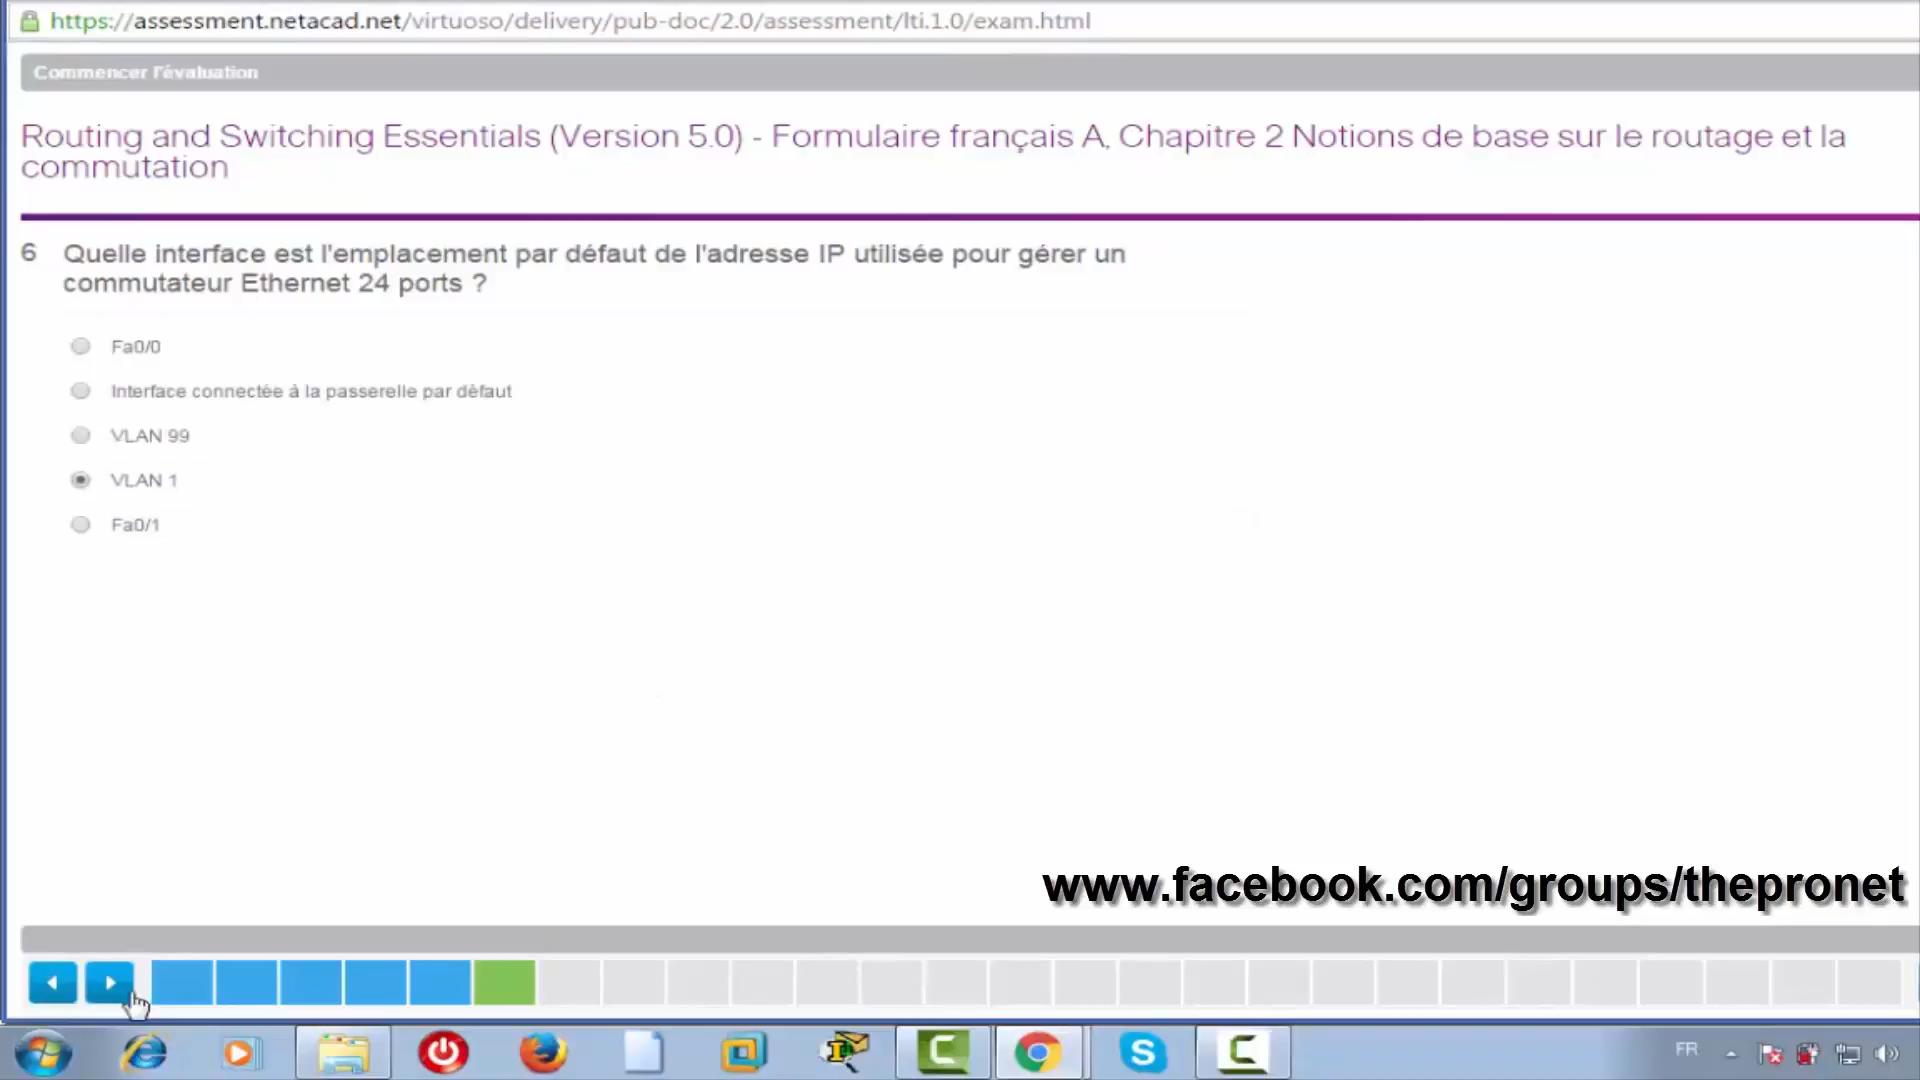 https://assessment.netacad.net/virtuoso/delivery/pub-doc/2.0/assessment/lti.1.0/exam.html
Commencer l'évaluation
Routing and Switching Essentials (Version 5.0) - Formulaire français A, Chapitre 2 Notions de base sur le routage et la
commutation
6 Quelle interface est l'emplacement par défaut de l'adresse IP utilisée pour gérer un
commutateur Ethernet 24 ports ?
Fa0/0
Interface connectée à la passerelle par défaut
VLAN 99
VLAN 1
Fa0/1
www.facebook.com/groups/thepronet
FR